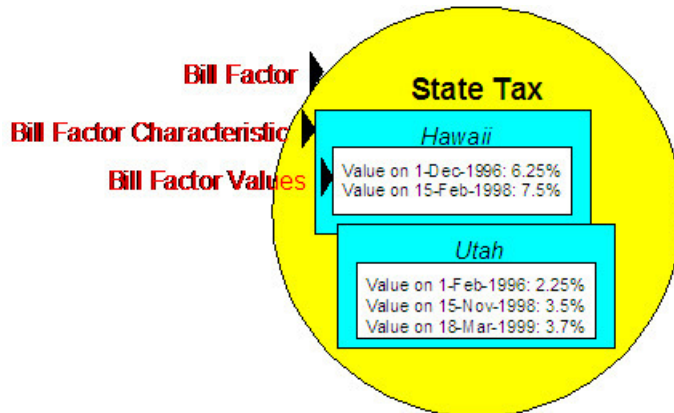 Bill Factor
State Tax
Bill Factor Characteristic
Hawaii
Bill Factor Values
Value on 1-Dec-1996: 6.25%
Value on 15-Feb-1998: 7.5%
Utah
Value on 1-Feb-1996: 2.25%
Value on 15-Nov-1998: 3.5%
Value on 18-Mar-1999: 3.7%